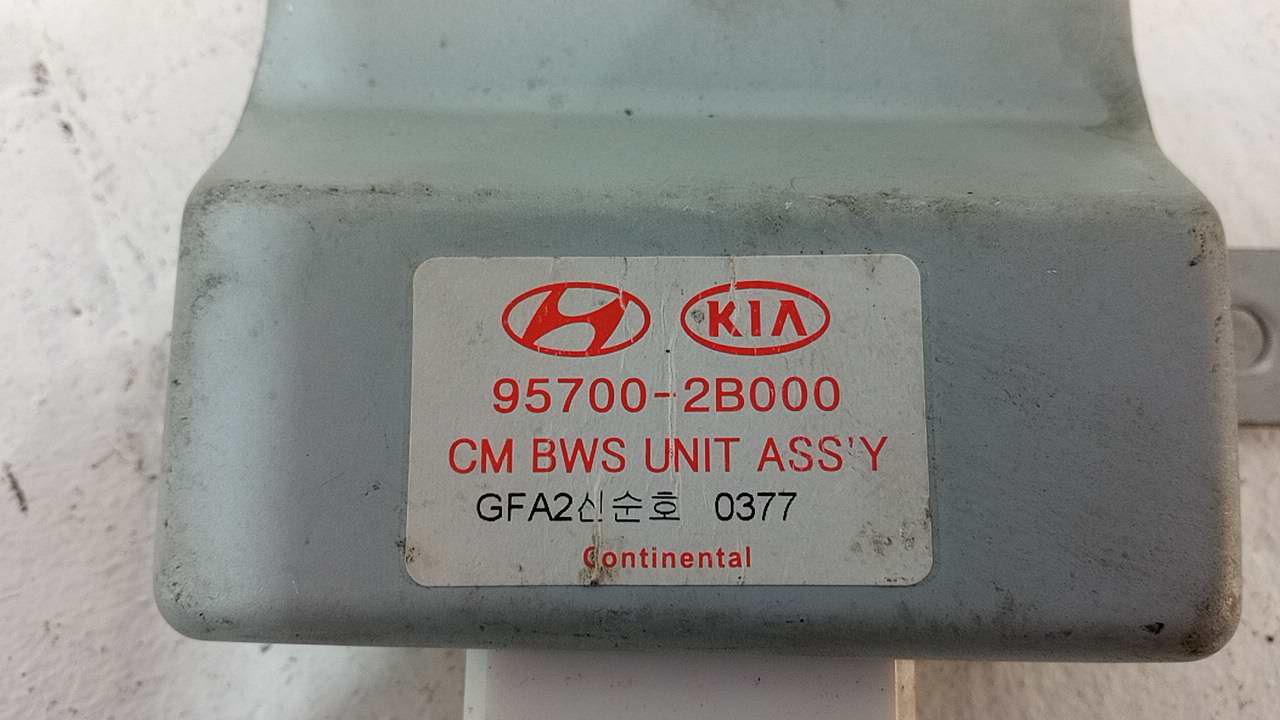 KIA
95700-2B000
CM BWS UNIT ASS'Y
GFA2신순호 0377
Continental